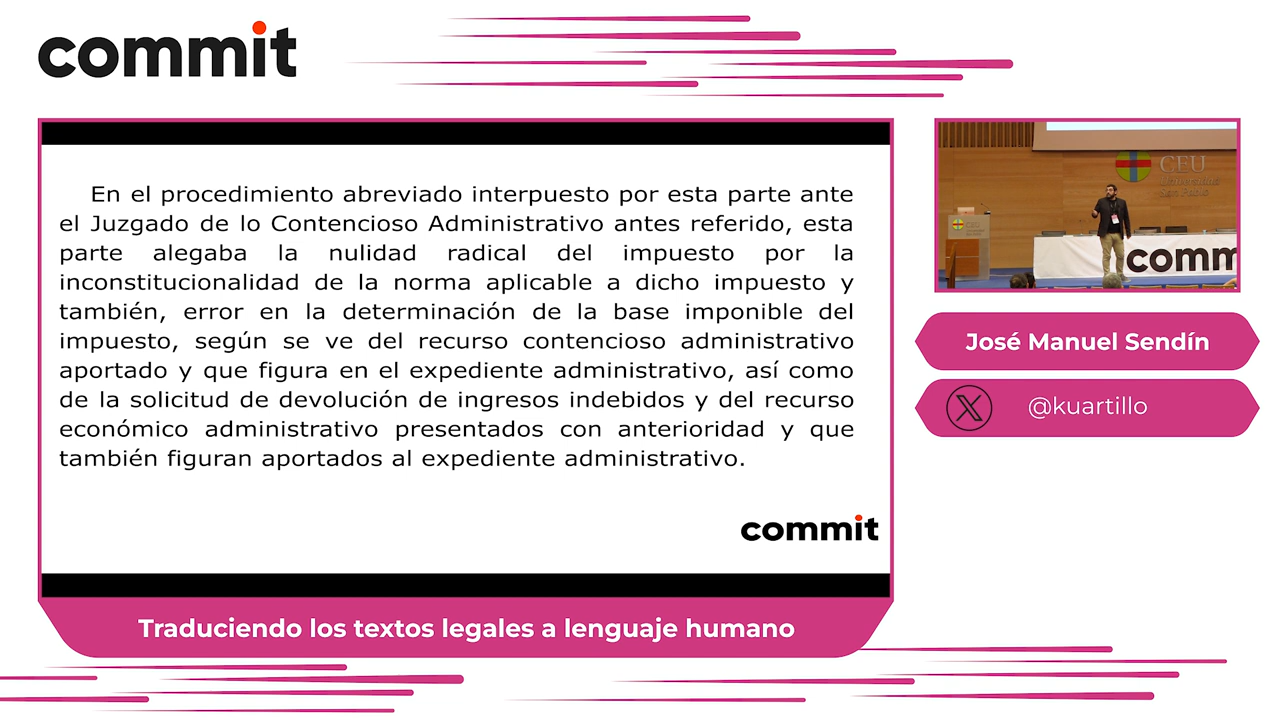 commit
En el procedimiento abreviado interpuesto por esta parte ante
el Juzgado de lo Contencioso Administrativo antes referido, esta
parte alegaba la nulidad radical del impuesto por la
inconstitucionalidad de la norma aplicable a dicho impuesto y
también, error en la determinación de la base imponible del
impuesto, según se ve del recurso contencioso administrativo
aportado y que figura en el expediente administrativo, así como
de la solicitud de devolución de ingresos indebidos y del recurso
económico administrativo presentados con anterioridad y que
también figuran aportados al expediente administrativo.
commit
Traduciendo los textos legales a lenguaje humano
CEU
Universidad
San Pablo
comm
José Manuel Sendín
@kuartillo